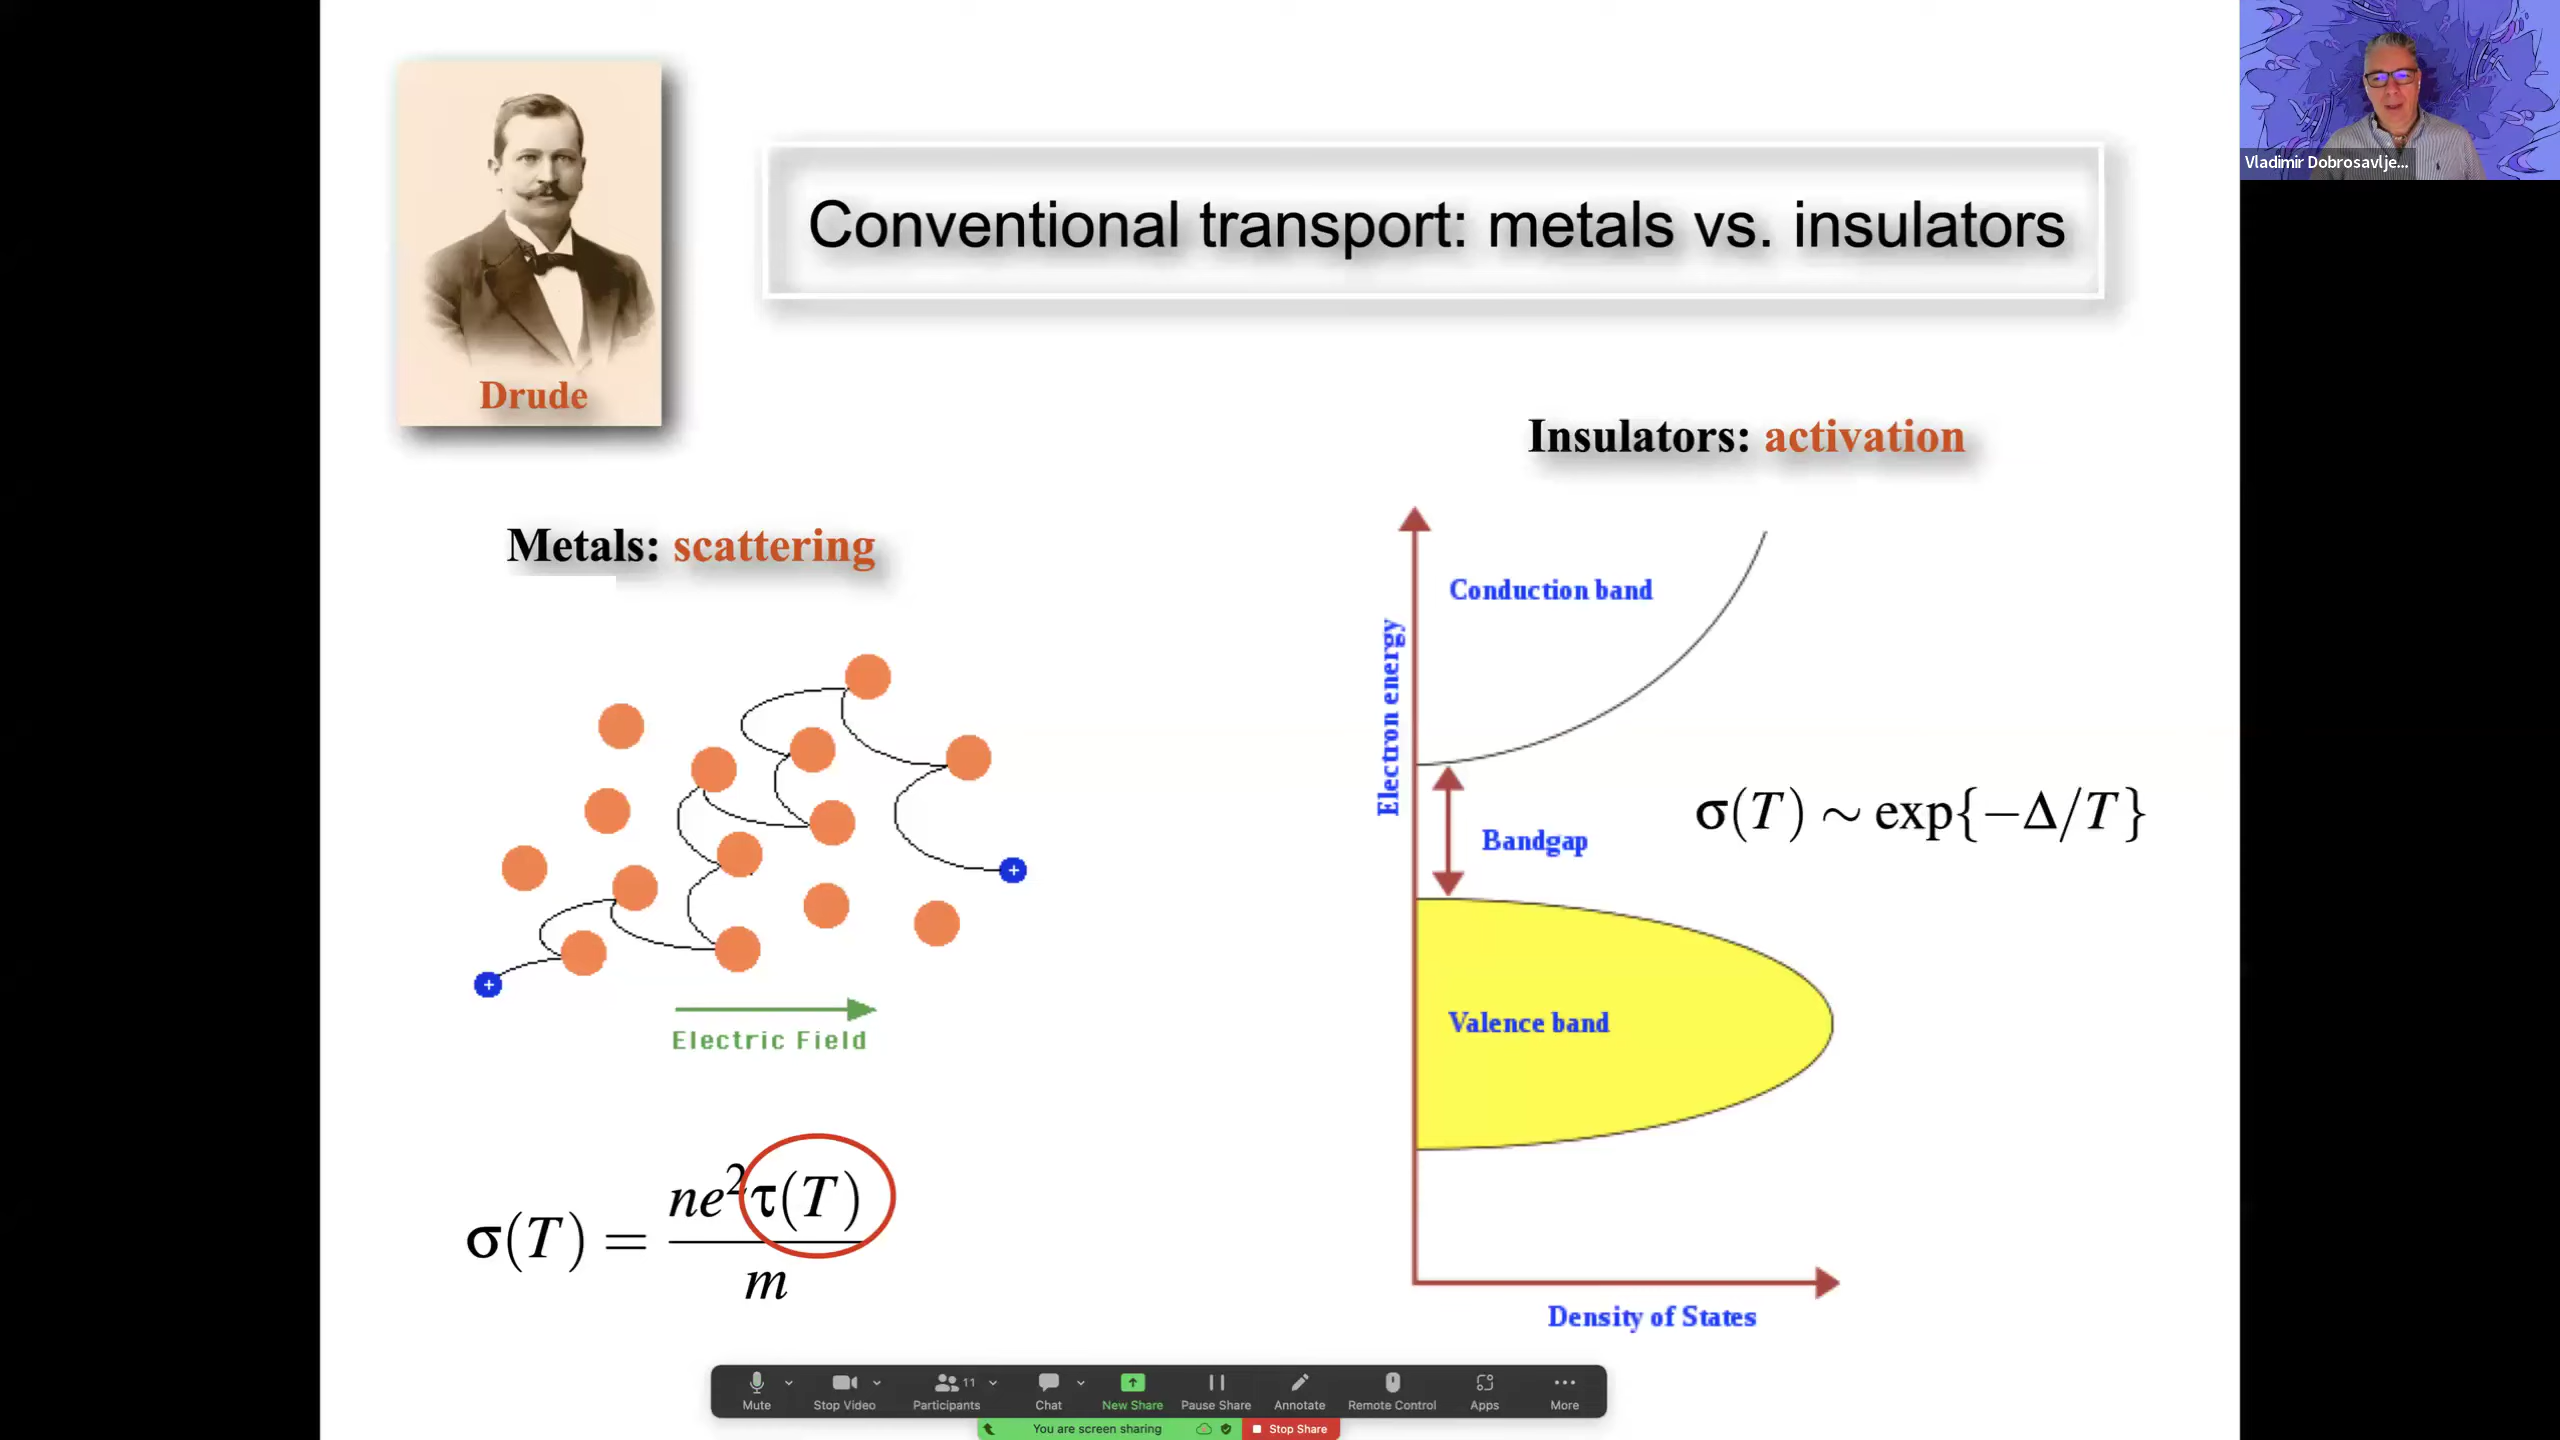 Vladimir Dobrosavlje...
Conventional transport: metals vs. insulators
Drude
Insulators: activation
Metals: scattering
Conduction band
Electron energy
Bandgap
σ(T) ∼ exp{−Δ/T}
Valence band
+
+
Electric Field
σ(T) = ne²τ(T) / m
Density of States
11
Mute
Stop Video
Participants
Chat
New Share
Pause Share
Annotate
Remote Control
Apps
More
You are screen sharing
Stop Share